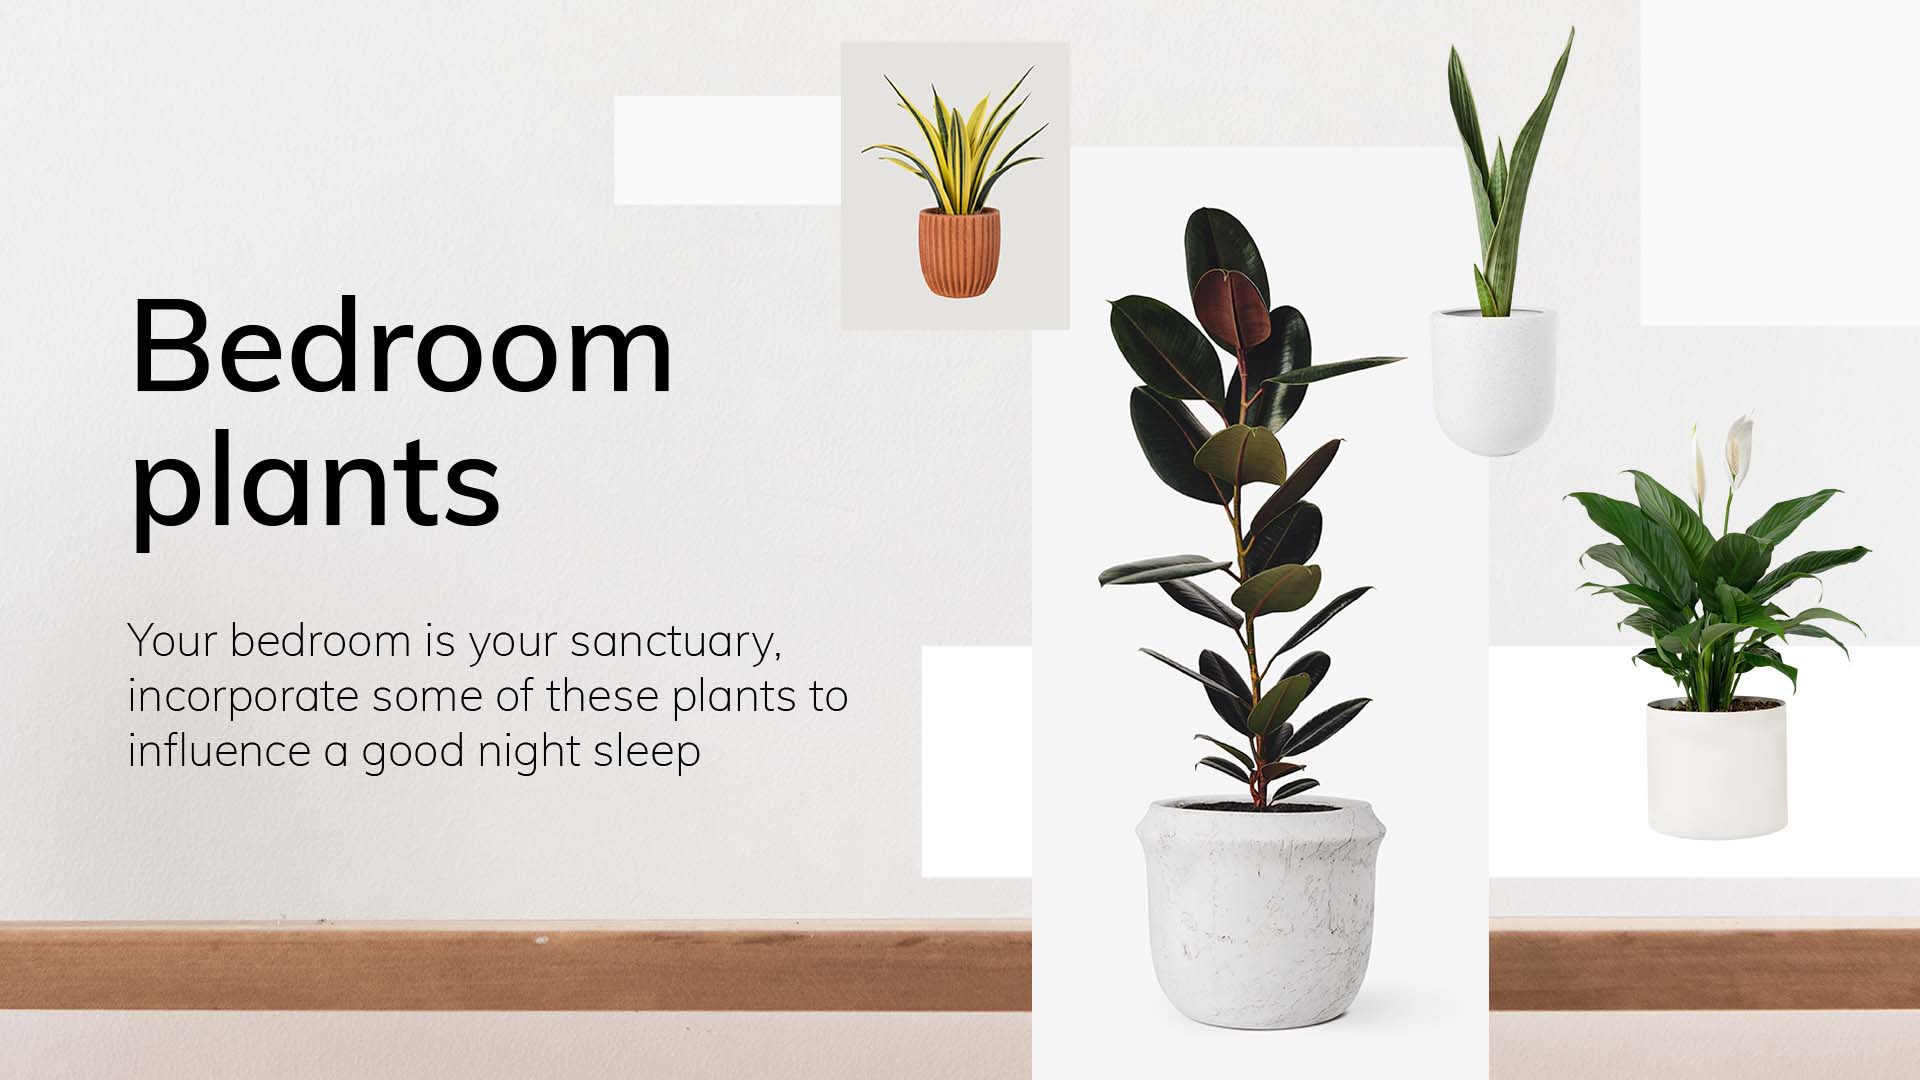 Bedroom
plants
Your bedroom is your sanctuary,
incorporate some of these plants to
influence a good night sleep